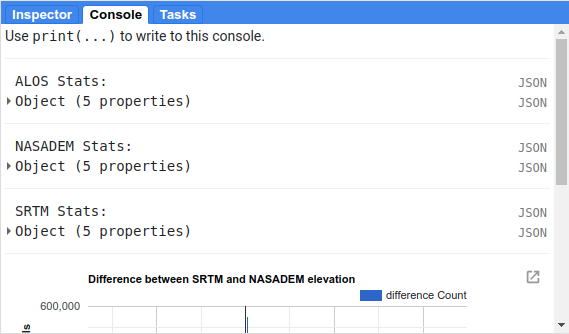 Inspector Console Tasks
Use print(...) to write to this console.
ALOS Stats: JSON
Object (5 properties) JSON
NASADEM Stats: JSON
Object (5 properties) JSON
SRTM Stats: JSON
Object (5 properties) JSON
Difference between SRTM and NASADEM elevation
difference Count
600,000